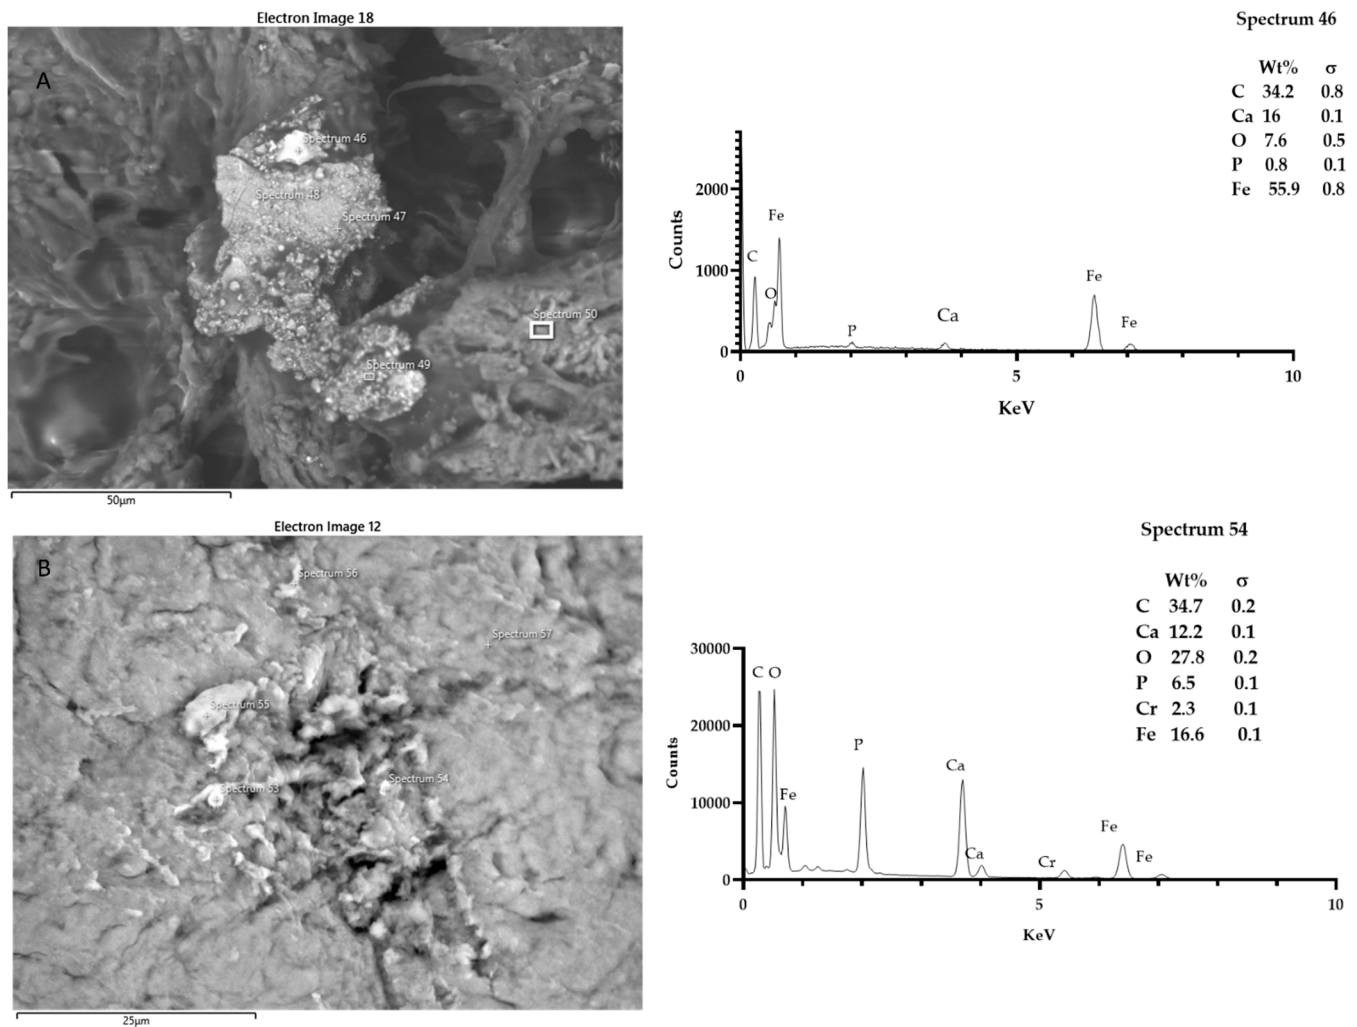 Electron Image 18
A
Spectrum 46
Spectrum 48
Spectrum 47
Spectrum 50
Spectrum 49
50µm
Spectrum 46
Wt% σ
C 34.2 0.8
Ca 16 0.1
O 7.6 0.5
P 0.8 0.1
Fe 55.9 0.8
Counts
2000
1000
0
C
O
Fe
P
Ca
Fe
Fe
0 5 10
KeV
Electron Image 12
B
Spectrum 56
Spectrum 57
Spectrum 55
Spectrum 54
Spectrum 53
25µm
Spectrum 54
Wt% σ
C 34.7 0.2
Ca 12.2 0.1
O 27.8 0.2
P 6.5 0.1
Cr 2.3 0.1
Fe 16.6 0.1
Counts
30000
20000
10000
0
C O
Fe
P
Ca
Ca
Cr
Fe
Fe
0 5 10
KeV